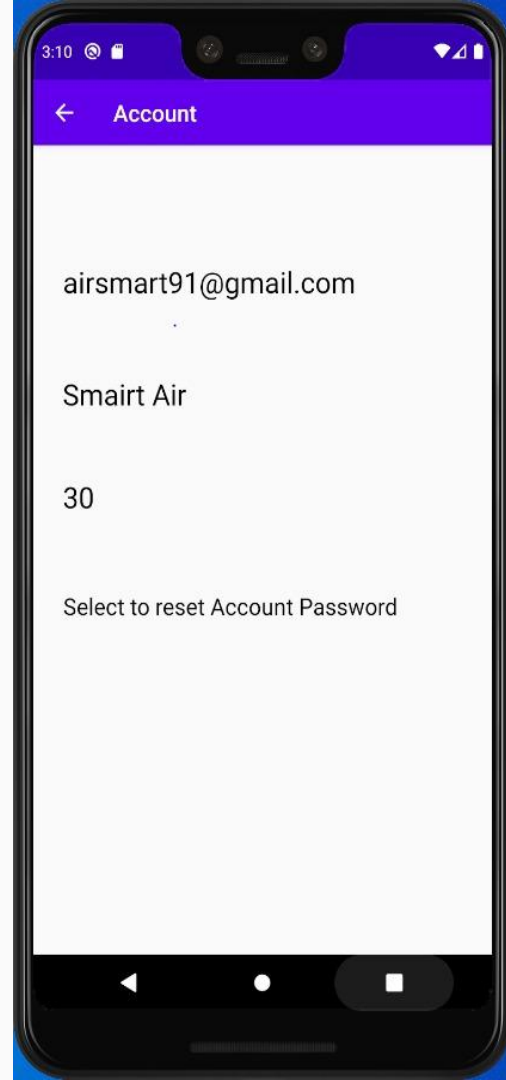 3:10
Account
airsmart91@gmail.com
Smairt Air
30
Select to reset Account Password